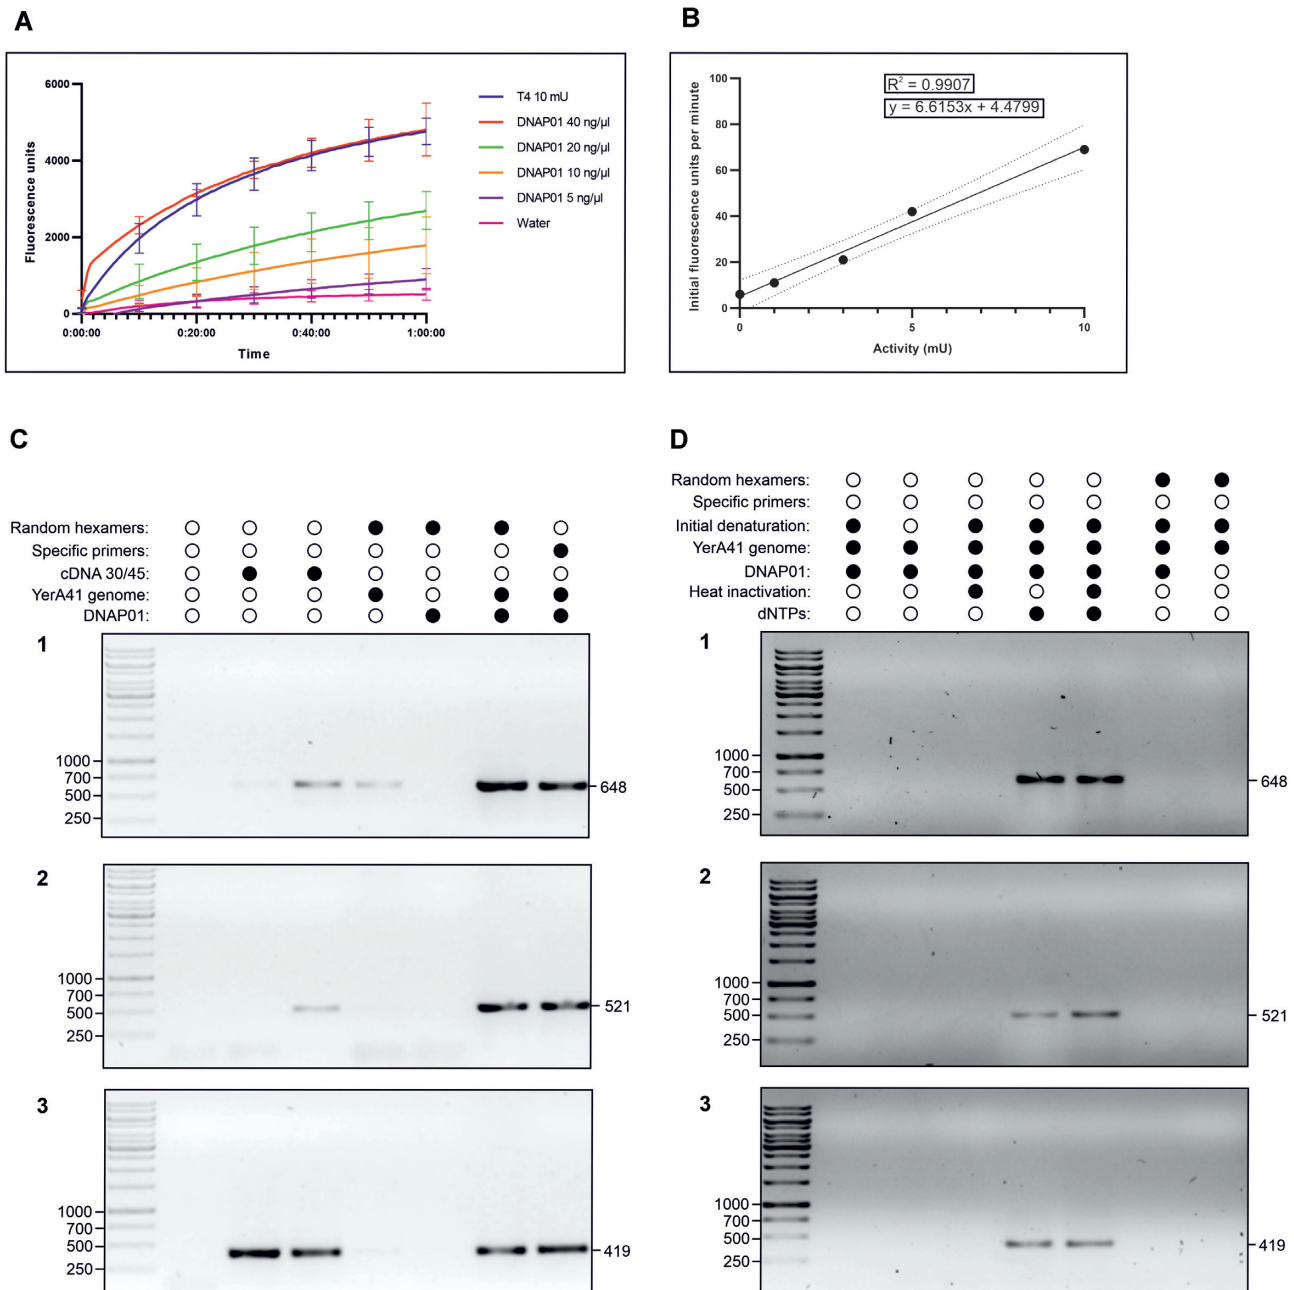 A
6000
4000
2000
0
Fluorescence units
0:00:00
0:20:00
0:40:00
1:00:00
Time
T4 10 mU
DNAP01 40 ng/µl
DNAP01 20 ng/µl
DNAP01 10 ng/µl
DNAP01 5 ng/µl
Water
B
100
80
60
40
20
0
Initial fluorescence units per minute
R² = 0.9907
y = 6.6153x + 4.4799
0
5
10
Activity (mU)
C
Random hexamers:
Specific primers:
cDNA 30/45:
YerA41 genome:
DNAP01:
1
1000
700
500
250
648
2
1000
700
500
250
521
3
1000
700
500
250
419
D
Random hexamers:
Specific primers:
Initial denaturation:
YerA41 genome:
DNAP01:
Heat inactivation:
dNTPs:
1
1000
700
500
250
648
2
1000
700
500
250
521
3
1000
700
500
250
419